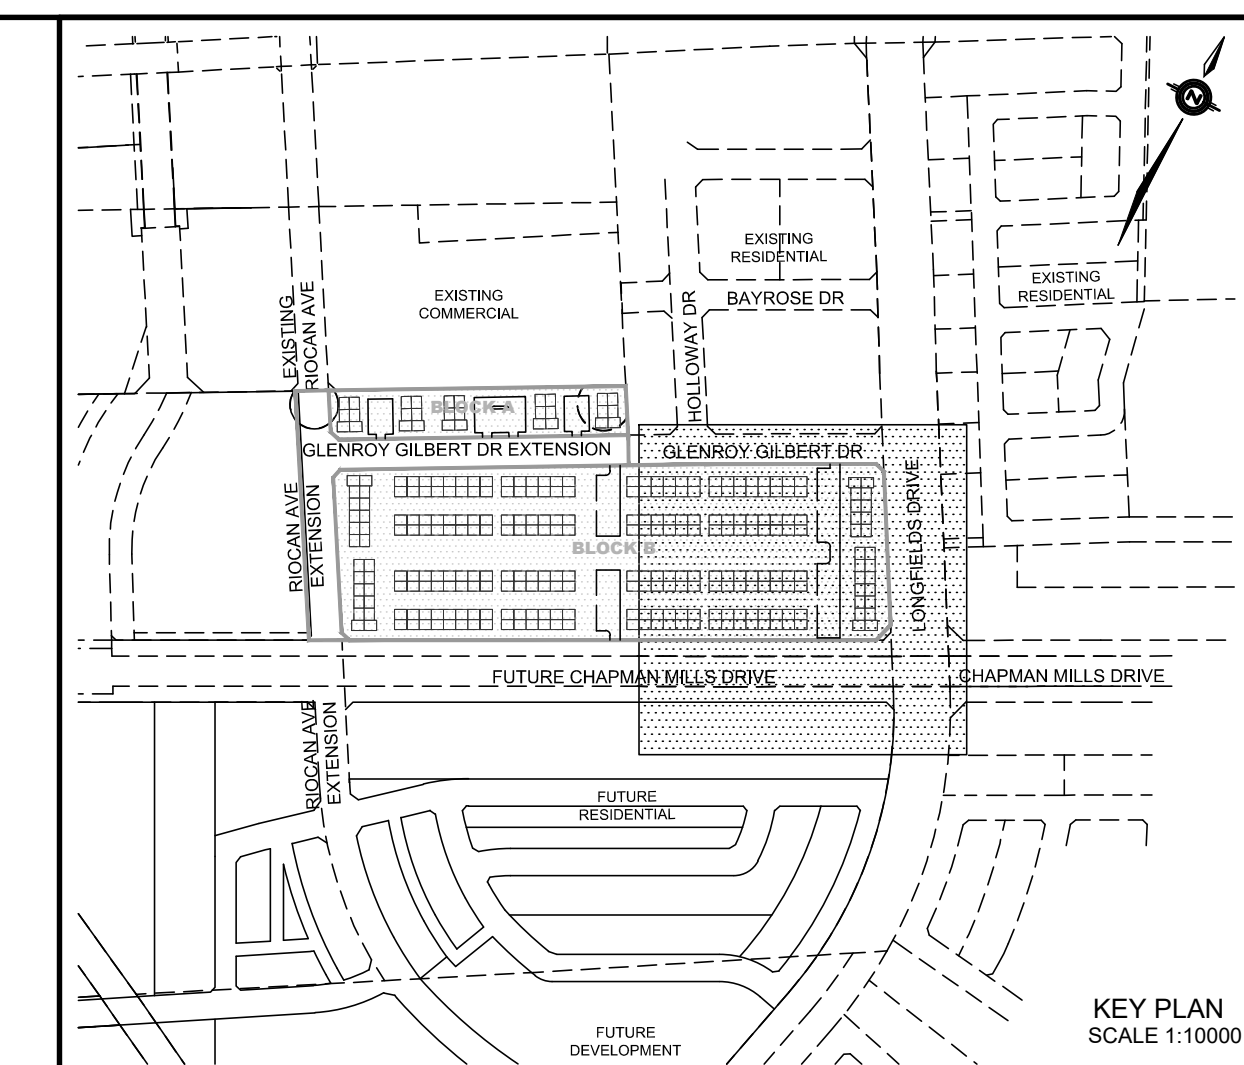 EXISTING
RESIDENTIAL
EXISTING
RESIDENTIAL
EXISTING
COMMERCIAL
BAYROSE DR
EXISTING
RIOCAN AVE
HOLLOWAY DR
BLOCK A
GLENROY GILBERT DR EXTENSION
GLENROY GILBERT DR
RIOCAN AVE
EXTENSION
BLOCK B
LONGFIELDS DRIVE
FUTURE CHAPMAN MILLS DRIVE
CHAPMAN MILLS DRIVE
RIOCAN AVE
EXTENSION
FUTURE
RESIDENTIAL
FUTURE
DEVELOPMENT
N
KEY PLAN
SCALE 1:10000